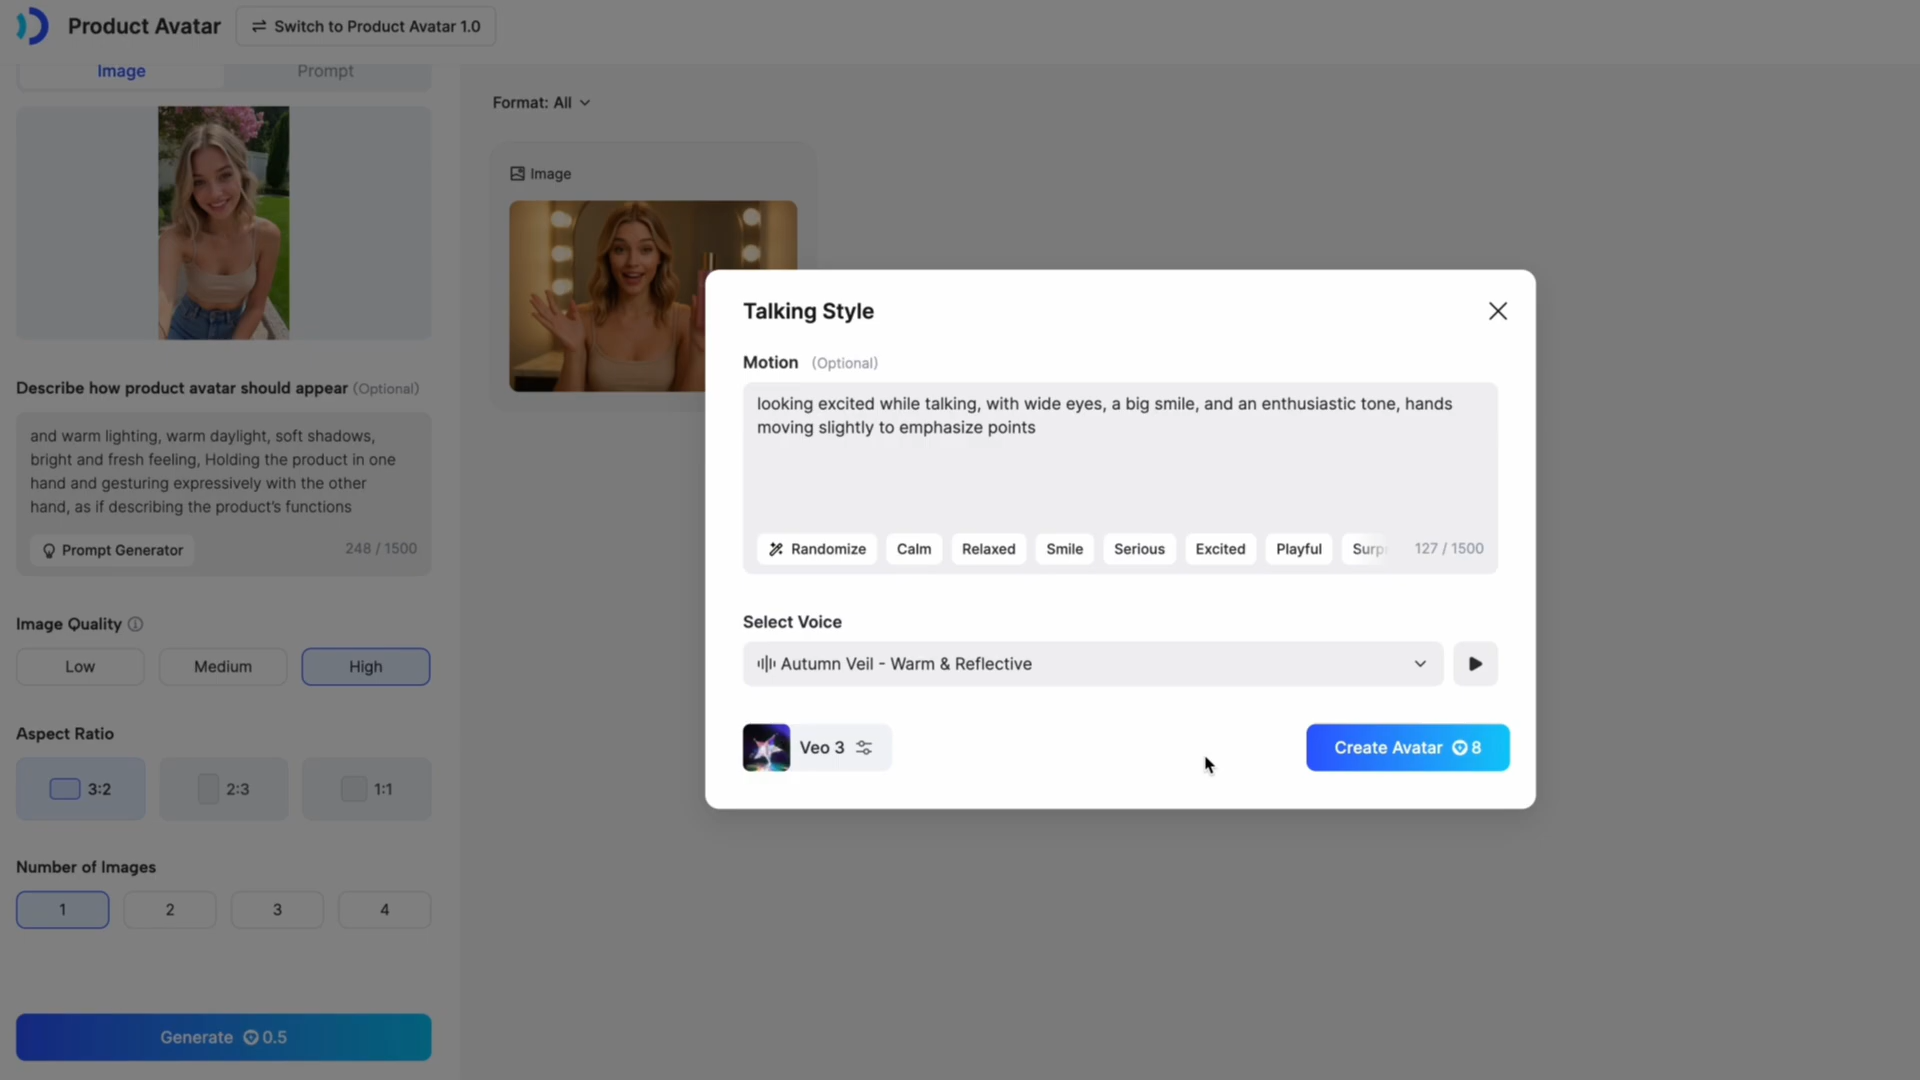 Product Avatar
Switch to Product Avatar 1.0
Image
Prompt
Describe how product avatar should appear (Optional)
and warm lighting, warm daylight, soft shadows,
bright and fresh feeling, Holding the product in one
hand and gesturing expressively with the other
hand, as if describing the product's functions
Prompt Generator
248 / 1500
Image Quality
Low
Medium
High
Aspect Ratio
3:2
2:3
1:1
Number of Images
1
2
3
4
Generate 0.5
Format: All
Image
Talking Style
Motion (Optional)
looking excited while talking, with wide eyes, a big smile, and an enthusiastic tone, hands
moving slightly to emphasize points
Randomize
Calm
Relaxed
Smile
Serious
Excited
Playful
Surp
127 / 1500
Select Voice
Autumn Veil - Warm & Reflective
Veo 3
Create Avatar 8